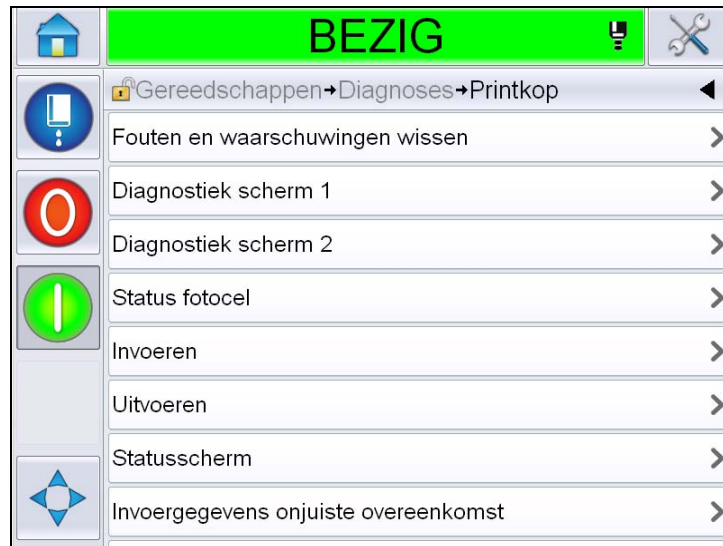 BEZIG
Gereedschappen→Diagnoses→Printkop
Fouten en waarschuwingen wissen
Diagnostiek scherm 1
Diagnostiek scherm 2
Status fotocel
Invoeren
Uitvoeren
Statusscherm
Invoergegevens onjuiste overeenkomst